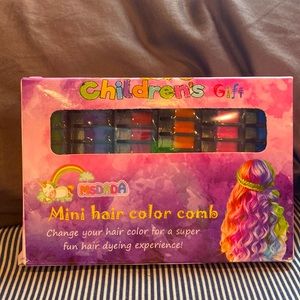 Children's Gift
MSDADA
Mini hair color comb
Change your hair color for a super
fun hair dyeing experience!